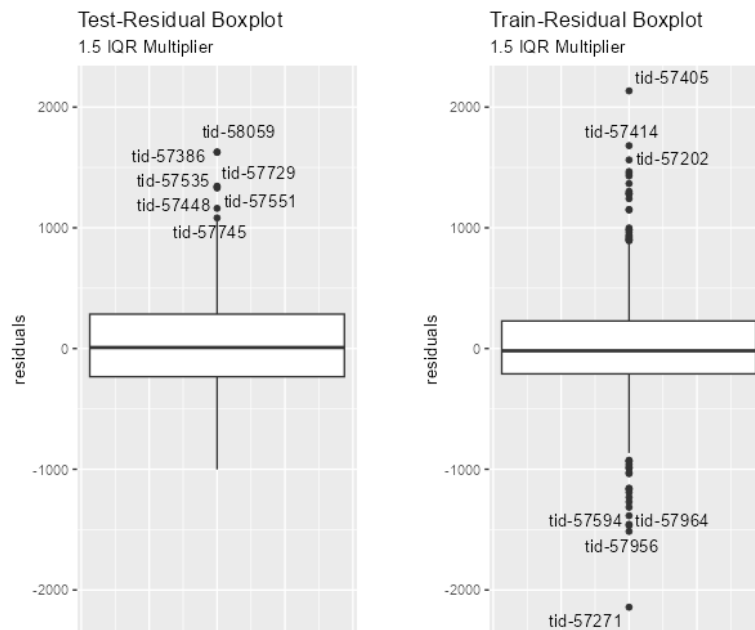 Test-Residual Boxplot
1.5 IQR Multiplier
residuals
2000
1000
0
-1000
-2000
tid-58059
tid-57386
tid-57729
tid-57535
tid-57551
tid-57448
tid-57745
Train-Residual Boxplot
1.5 IQR Multiplier
residuals
2000
1000
0
-1000
-2000
tid-57405
tid-57414
tid-57202
tid-57594
tid-57964
tid-57956
tid-57271